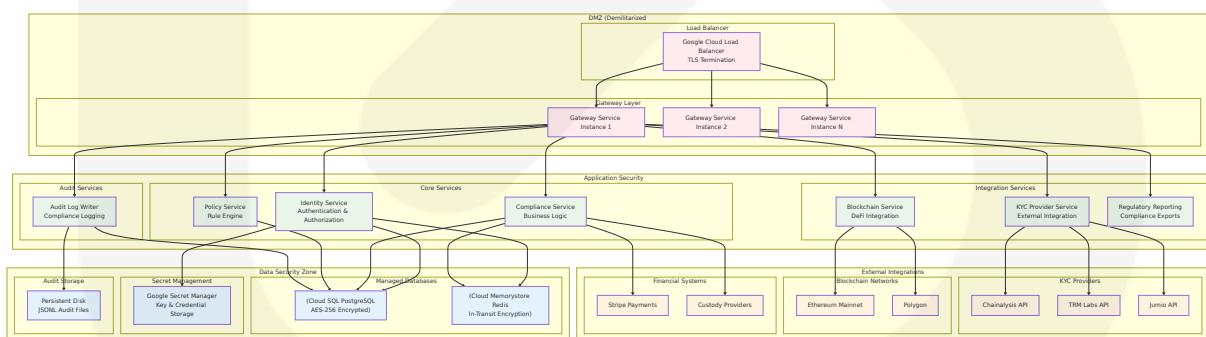 DMZ (Demilitarized
Load Balancer
Google Cloud Load
Balancer
TLS Termination
Gateway Layer
Gateway Service
Instance 1
Gateway Service
Instance 2
Gateway Service
Instance N
Application Security
Audit Services
Core Services
Integration Services
Audit Log Writer
Compliance Logging
Policy Service
Rule Engine
Identity Service
Authentication &
Authorization
Compliance Service
Business Logic
Blockchain Service
DeFi Integration
KYC Provider Service
External Integration
Regulatory Reporting
Compliance Exports
Data Security Zone
External Integrations
Audit Storage
Secret Management
Managed Databases
Financial Systems
Blockchain Networks
KYC Providers
Persistent Disk
JSONL Audit Files
Google Secret Manager
Key & Credential
Storage
(Cloud SQL PostgreSQL
AES-256 Encrypted)
(Cloud Memorystore
Redis
In-Transit Encryption)
Stripe Payments
Custody Providers
Ethereum Mainnet
Polygon
Chainalysis API
TRM Labs API
Jumio API